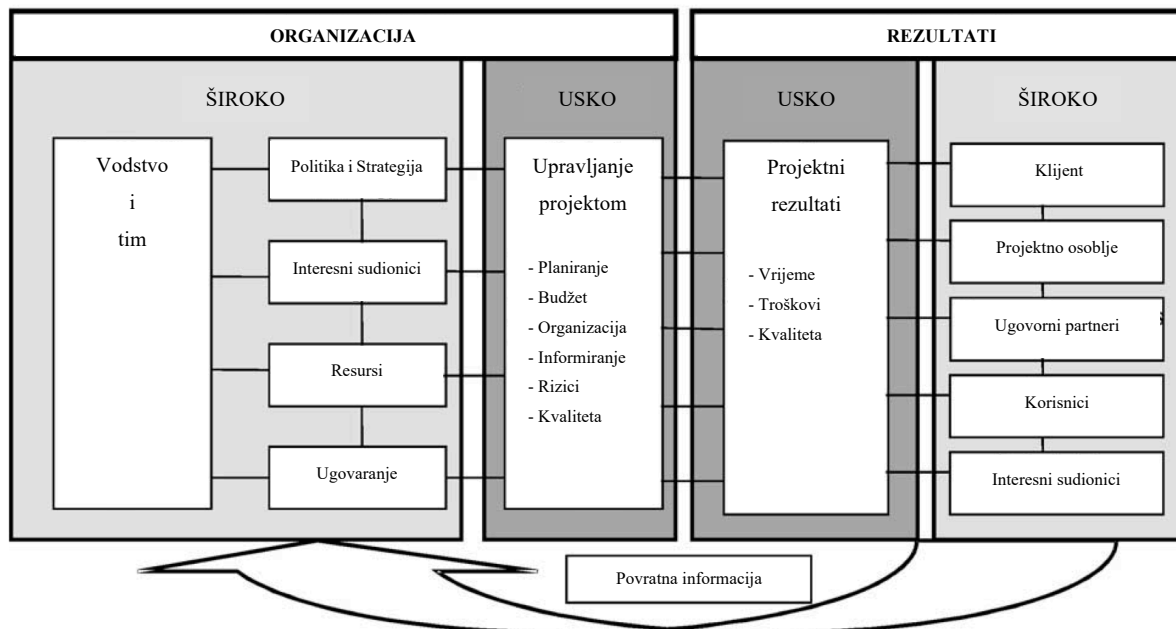 ORGANIZACIJA
REZULTATI
ŠIROKO
USKO
USKO
ŠIROKO
Vodstvo
i
tim
Politika i Strategija
Interesni sudionici
Resursi
Ugovaranje
Upravljanje
projektom
- Planiranje
- Budžet
- Organizacija
- Informiranje
- Rizici
- Kvaliteta
Projektni
rezultati
- Vrijeme
- Troškovi
- Kvaliteta
Klijent
Projektno osoblje
Ugovorni partneri
Korisnici
Interesni sudionici
Povratna informacija